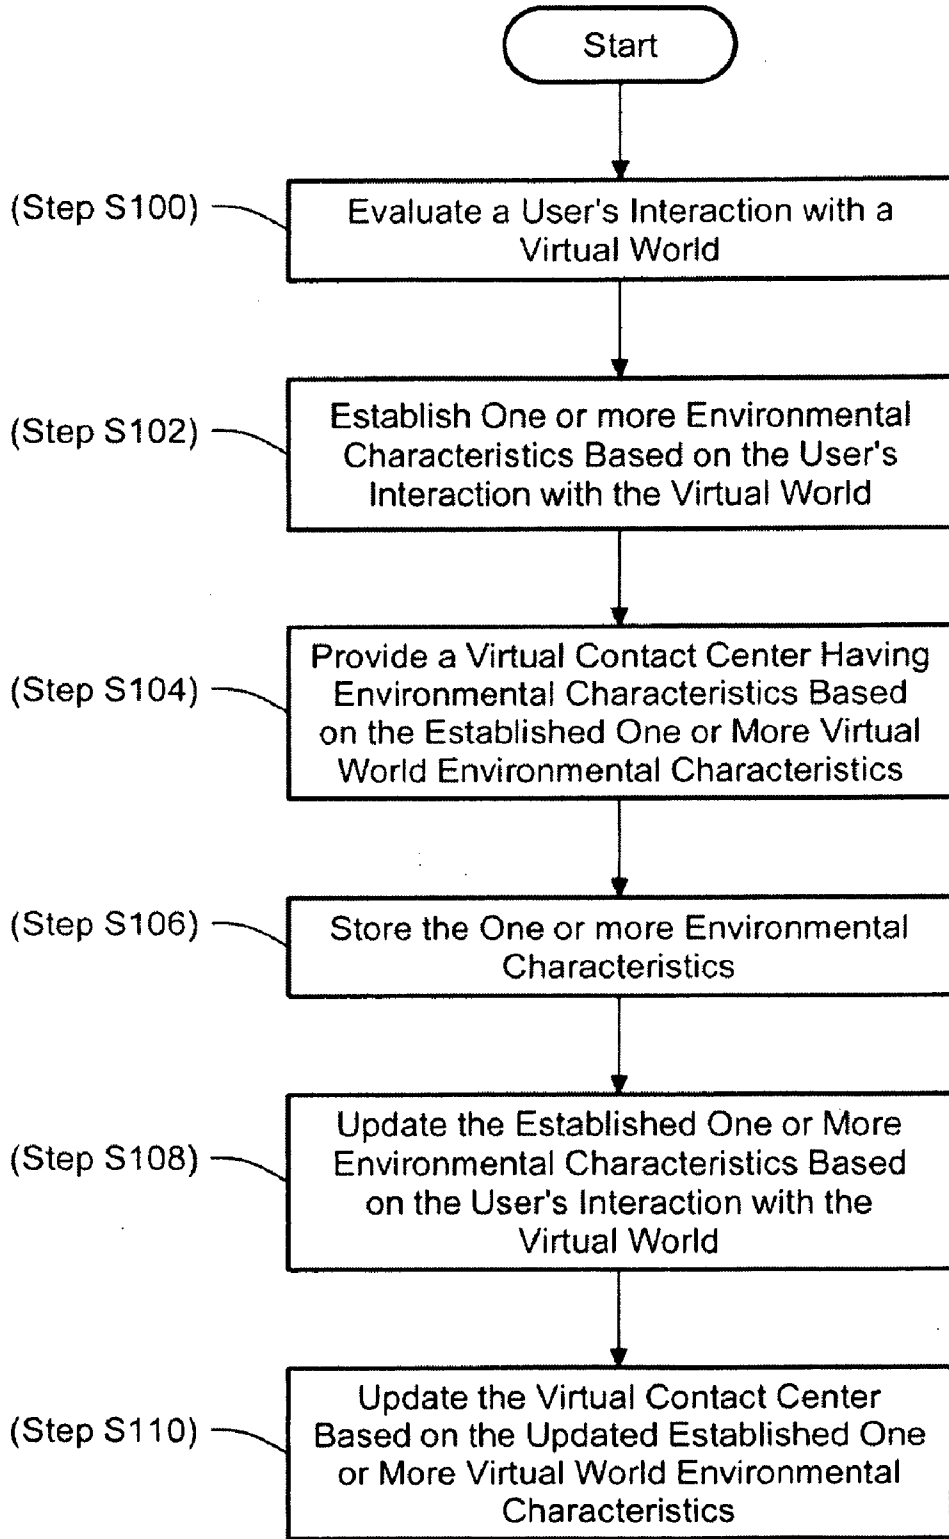 Start
(Step S100)
Evaluate a User's Interaction with a
Virtual World
(Step S102)
Establish One or more Environmental
Characteristics Based on the User's
Interaction with the Virtual World
(Step S104)
Provide a Virtual Contact Center Having
Environmental Characteristics Based
on the Established One or More Virtual
World Environmental Characteristics
(Step S106)
Store the One or more Environmental
Characteristics
(Step S108)
Update the Established One or More
Environmental Characteristics Based
on the User's Interaction with the
Virtual World
(Step S110)
Update the Virtual Contact Center
Based on the Updated Established One
or More Virtual World Environmental
Characteristics